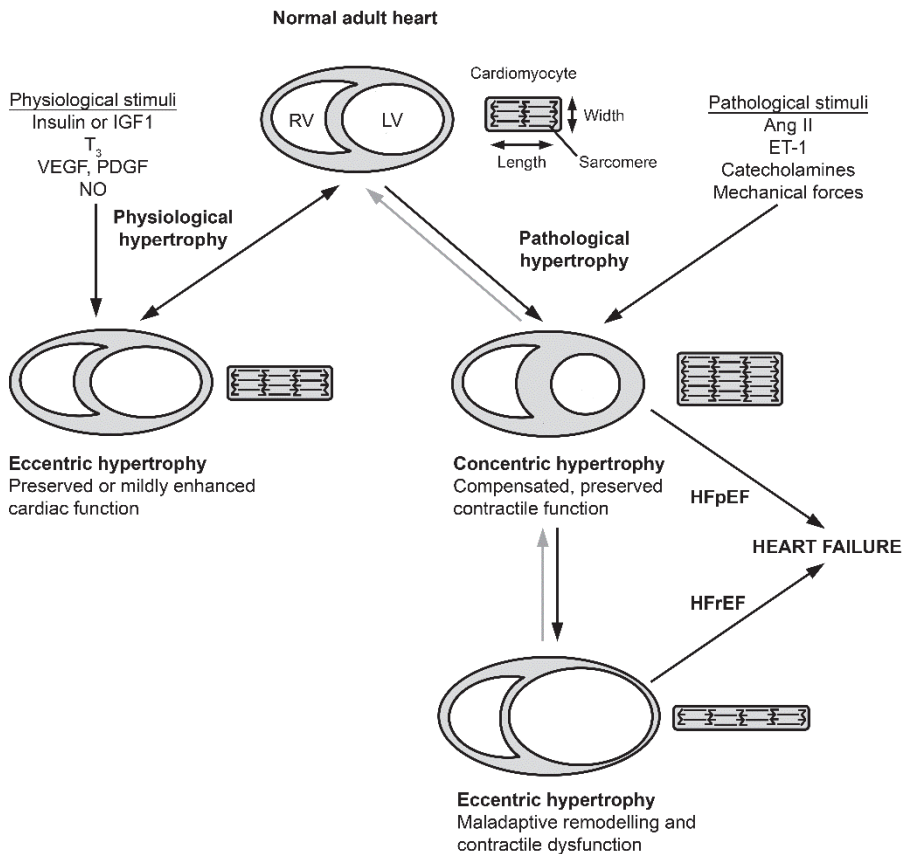 Normal adult heart
Physiological stimuli
Insulin or IGF1
T3
VEGF, PDGF
NO
RV
LV
Cardiomyocyte
Width
Length
Sarcomere
Pathological stimuli
Ang II
ET-1
Catecholamines
Mechanical forces
Physiological
hypertrophy
Pathological
hypertrophy
Eccentric hypertrophy
Preserved or mildly enhanced
cardiac function
Concentric hypertrophy
Compensated, preserved
contractile function
HFpEF
HEART FAILURE
HFrEF
Eccentric hypertrophy
Maladaptive remodelling and
contractile dysfunction